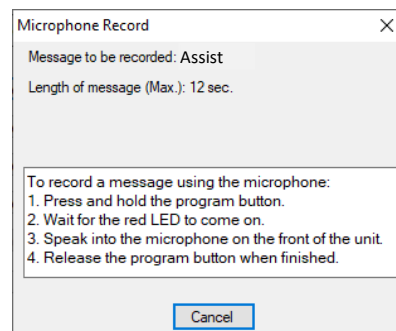 Microphone Record
Message to be recorded: Assist
Length of message (Max.): 12 sec.
To record a message using the microphone:
1. Press and hold the program button.
2. Wait for the red LED to come on.
3. Speak into the microphone on the front of the unit.
4. Release the program button when finished.
Cancel